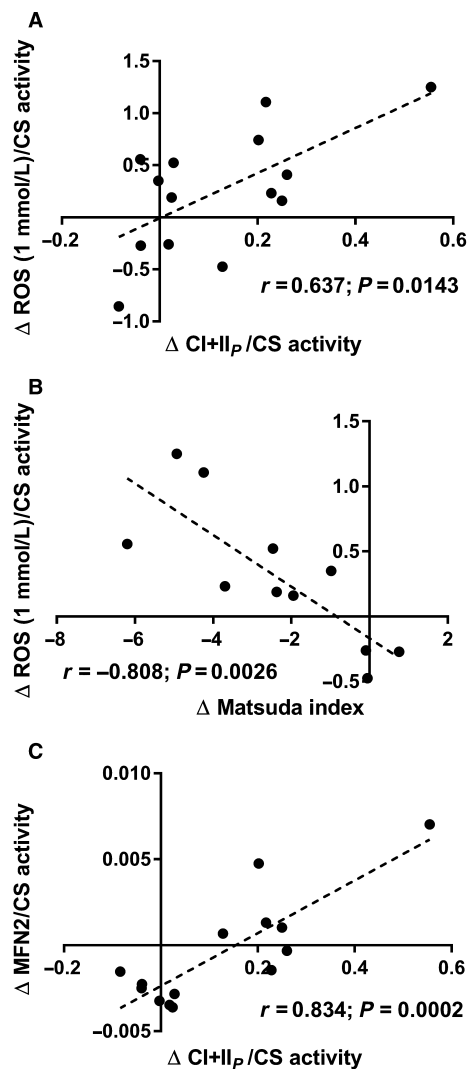 A
1.5
1.0
0.5
−0.2
0.2
0.4
0.6
−0.5
−1.0
r = 0.637; P = 0.0143
Δ ROS (1 mmol/L)/CS activity
Δ CI+IIP /CS activity
B
1.5
1.0
0.5
−8
−6
−4
−2
2
−0.5
r = −0.808; P = 0.0026
Δ ROS (1 mmol/L)/CS activity
Δ Matsuda index
C
0.010
0.005
−0.2
0.2
0.4
0.6
−0.005
r = 0.834; P = 0.0002
Δ MFN2/CS activity
Δ CI+IIP /CS activity